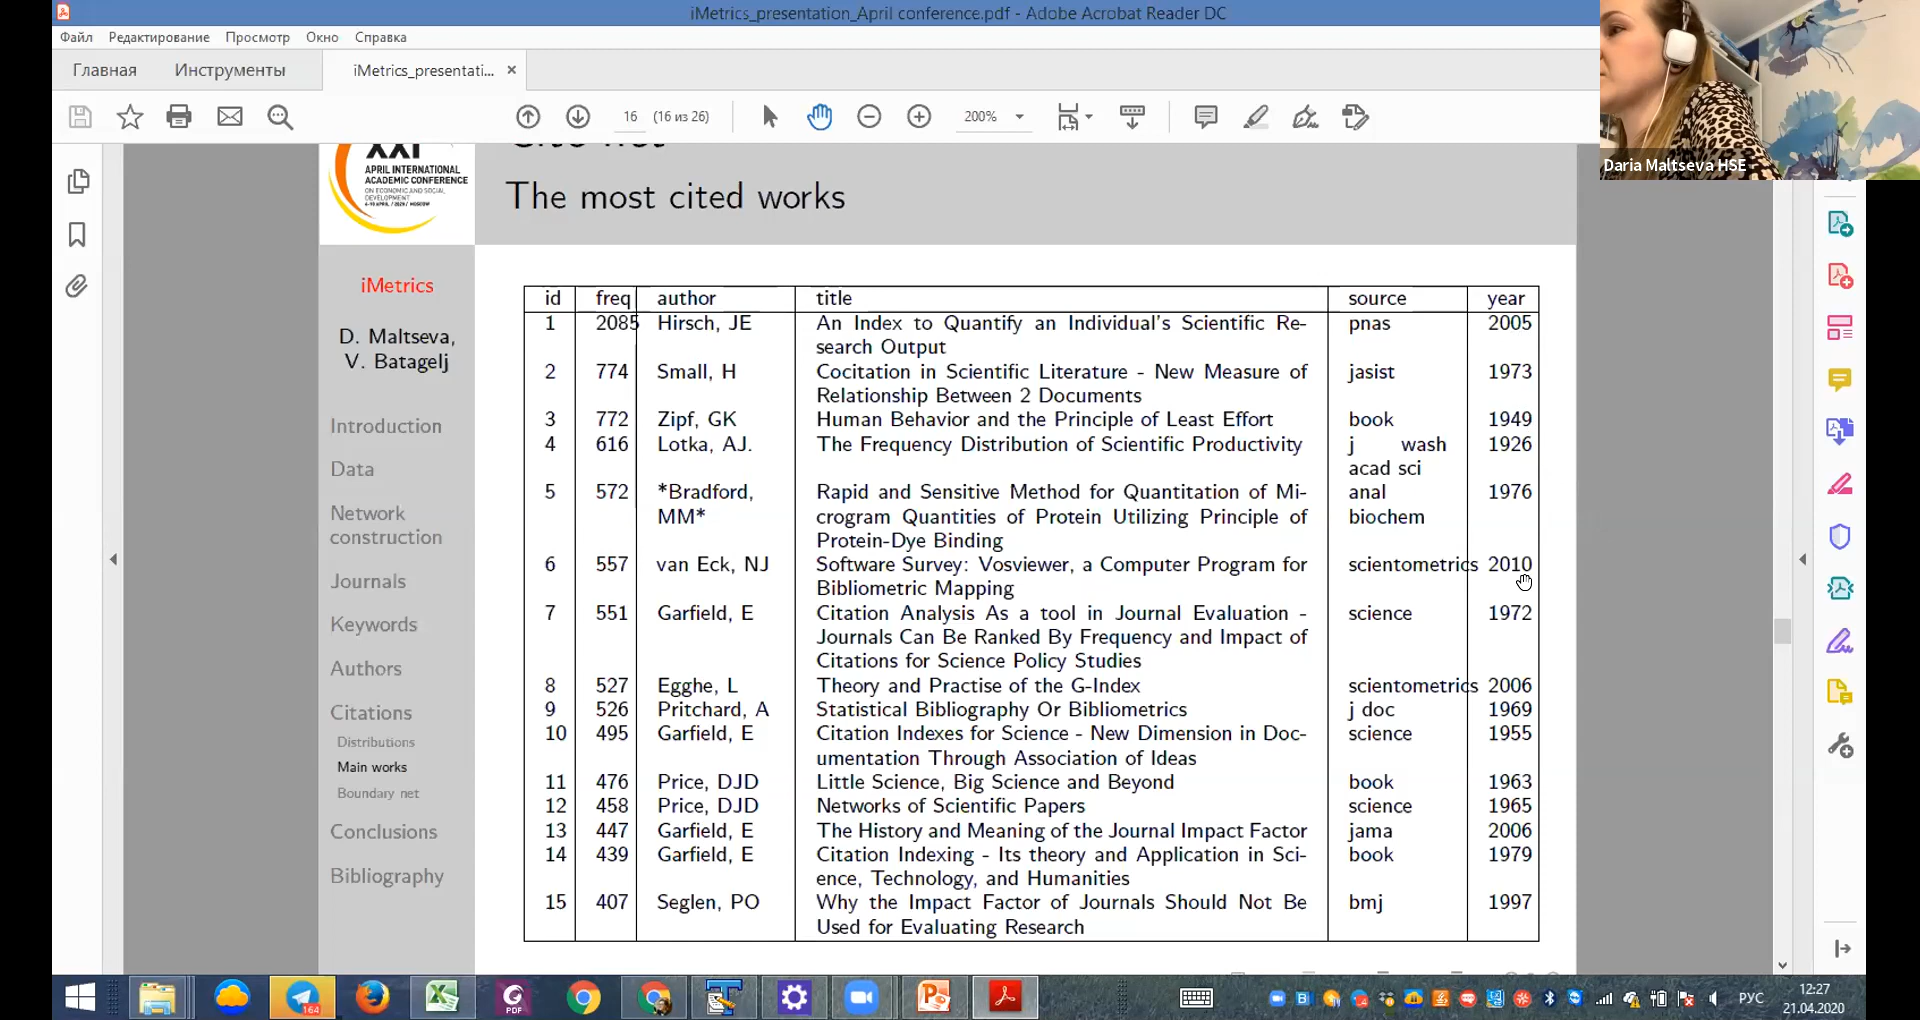 iMetrics_presentation_April conference.pdf - Adobe Acrobat Reader DC
Файл Редактирование Просмотр Окно Справка
Главная Инструменты iMetrics_presentati... ×
16 (16 из 26) 200%
Daria Maltseva HSE
XXI
APRIL INTERNATIONAL
ACADEMIC CONFERENCE
ON ECONOMIC AND SOCIAL
DEVELOPMENT
The most cited works
iMetrics
D. Maltseva,
V. Batagelj
Introduction
Data
Network
construction
Journals
Keywords
Authors
Citations
Distributions
Main works
Boundary net
Conclusions
Bibliography
id freq author title source year
1 2085 Hirsch, JE An Index to Quantify an Individual's Scientific Re- pnas 2005
search Output
2 774 Small, H Cocitation in Scientific Literature - New Measure of jasist 1973
Relationship Between 2 Documents
3 772 Zipf, GK Human Behavior and the Principle of Least Effort book 1949
4 616 Lotka, AJ. The Frequency Distribution of Scientific Productivity j wash 1926
acad sci
5 572 *Bradford, Rapid and Sensitive Method for Quantitation of Mi- anal 1976
MM* crogram Quantities of Protein Utilizing Principle of biochem
Protein-Dye Binding
6 557 van Eck, NJ Software Survey: Vosviewer, a Computer Program for scientometrics 2010
Bibliometric Mapping
7 551 Garfield, E Citation Analysis As a tool in Journal Evaluation - science 1972
Journals Can Be Ranked By Frequency and Impact of
Citations for Science Policy Studies
8 527 Egghe, L Theory and Practise of the G-Index scientometrics 2006
9 526 Pritchard, A Statistical Bibliography Or Bibliometrics j doc 1969
10 495 Garfield, E Citation Indexes for Science - New Dimension in Doc- science 1955
umentation Through Association of Ideas
11 476 Price, DJD Little Science, Big Science and Beyond book 1963
12 458 Price, DJD Networks of Scientific Papers science 1965
13 447 Garfield, E The History and Meaning of the Journal Impact Factor jama 2006
14 439 Garfield, E Citation Indexing - Its theory and Application in Sci- book 1979
ence, Technology, and Humanities
15 407 Seglen, PO Why the Impact Factor of Journals Should Not Be bmj 1997
Used for Evaluating Research
164
PDF
РУС
12:27
21.04.2020